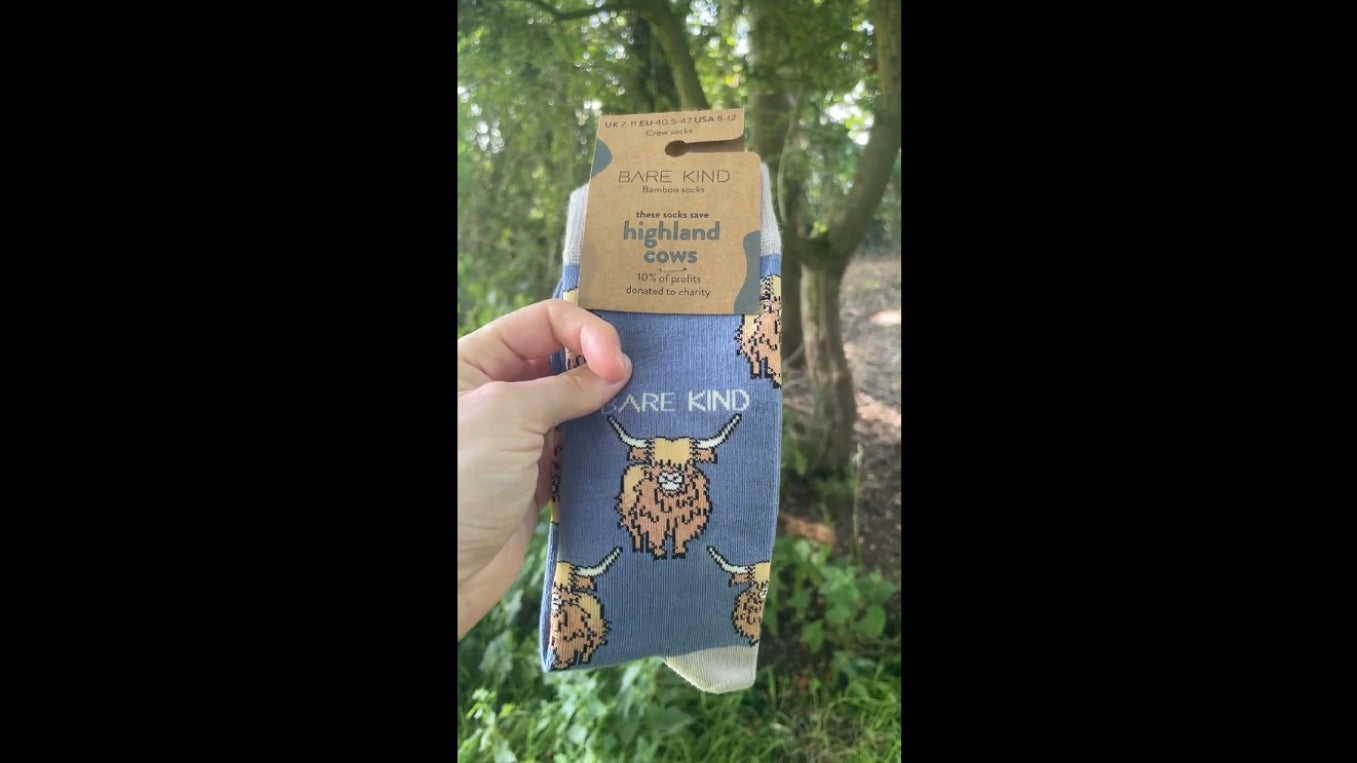 UK 7-11 EU 40.5-47 USA 8-12
Crew socks
BARE KIND
Bamboo socks
these socks save
highland
cows
10% of profits
donated to charity
BARE KIND